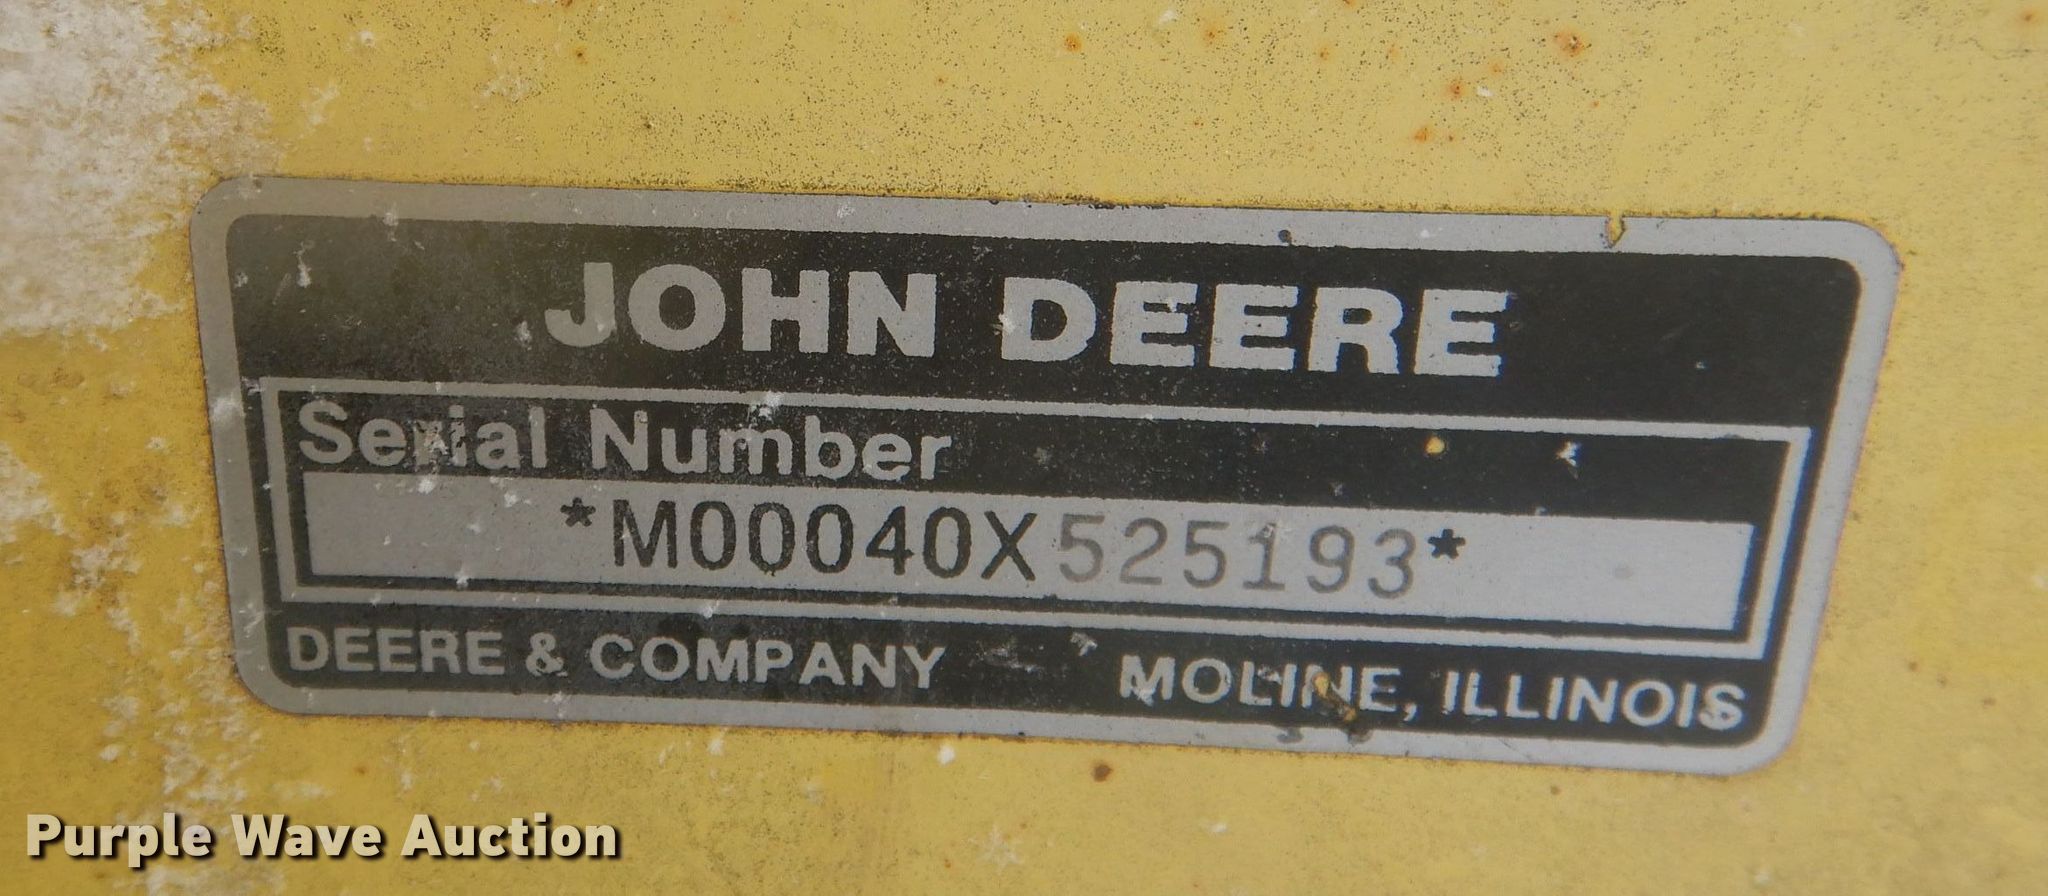 JOHN DEERE
Serial Number
*M00040X525193*
DEERE & COMPANY MOLINE, ILLINOIS
Purple Wave Auction